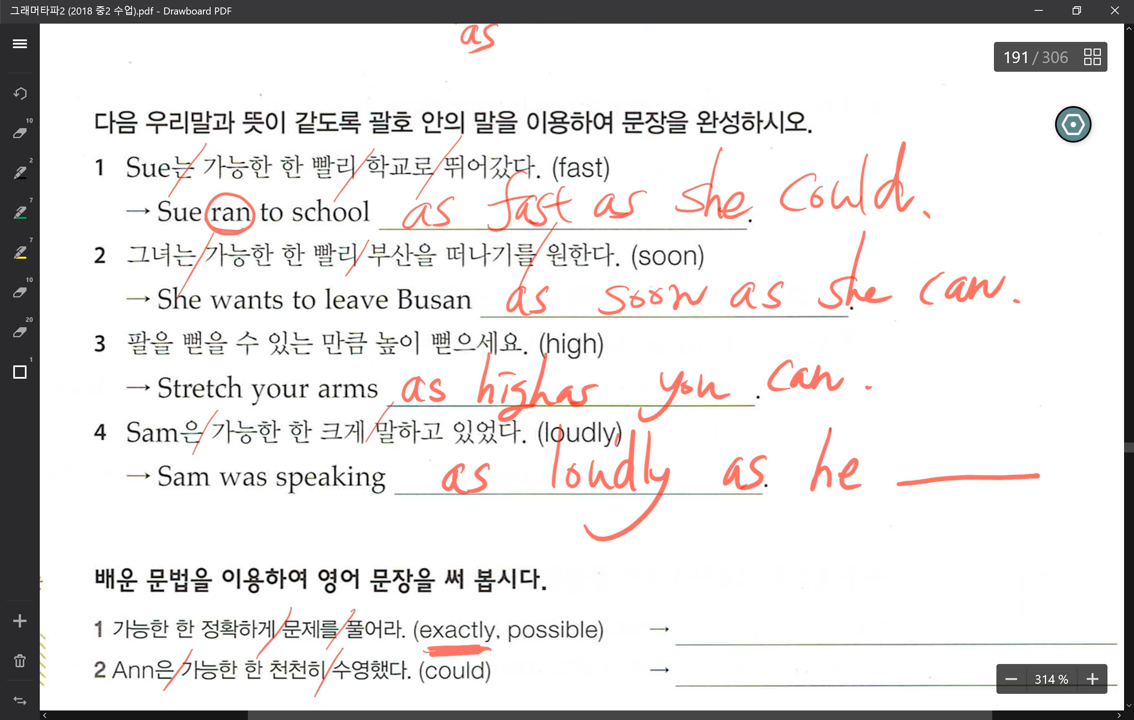 그래머타파2 (2018 중2 수업).pdf - Drawboard PDF
as
191 / 306
다음 우리말과 뜻이 같도록 괄호 안의 말을 이용하여 문장을 완성하시오.
1 Sue는 가능한 한 빨리 학교로 뛰어갔다. (fast)
→ Sue ran to school as fast as she could.
2 그녀는 가능한 한 빨리 부산을 떠나기를 원한다. (soon)
→ She wants to leave Busan as soon as she can.
3 팔을 뻗을 수 있는 만큼 높이 뻗으세요. (high)
→ Stretch your arms as high as you can.
4 Sam은 가능한 한 크게 말하고 있었다. (loudly)
→ Sam was speaking as loudly as he
배운 문법을 이용하여 영어 문장을 써 봅시다.
1 가능한 한 정확하게 문제를 풀어라. (exactly, possible) →
2 Ann은 가능한 한 천천히 수영했다. (could) →
314 %
10
2
7
7
10
20
1